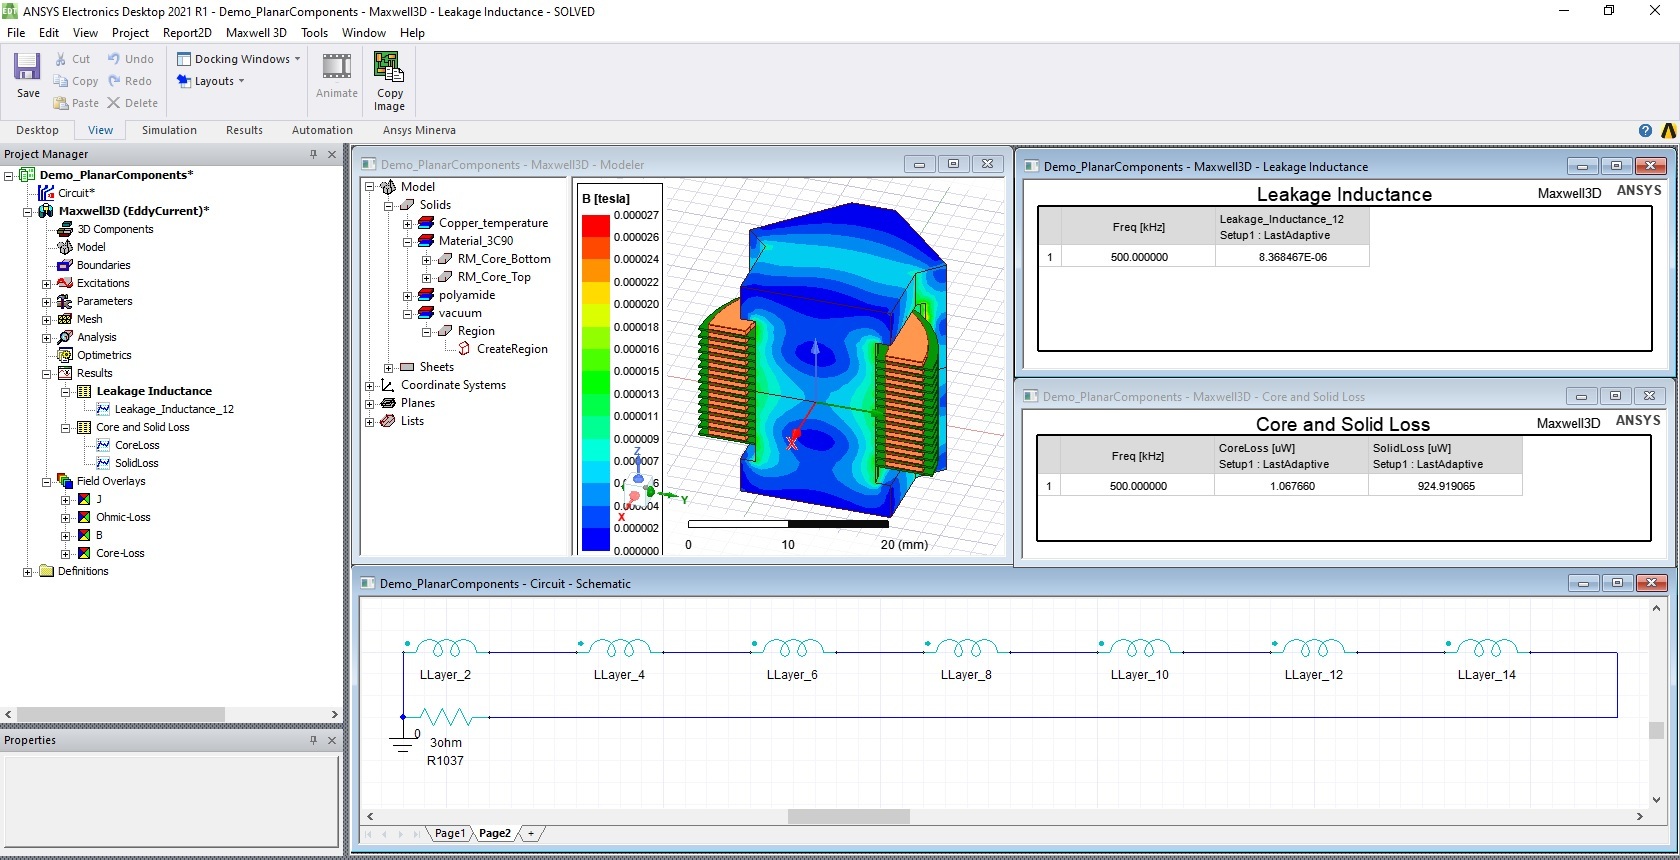 EDT ANSYS Electronics Desktop 2021 R1 - Demo_PlanarComponents - Maxwell3D - Leakage Inductance - SOLVED
File Edit View Project Report2D Maxwell 3D Tools Window Help
Save
Cut
Copy
Paste
Undo
Redo
Delete
Docking Windows
Layouts
Animate
Copy
Image
Desktop View Simulation Results Automation Ansys Minerva
Project Manager
Demo_PlanarComponents*
Circuit*
Maxwell3D (EddyCurrent)*
3D Components
Model
Boundaries
Excitations
Parameters
Mesh
Analysis
Optimetrics
Results
Leakage Inductance
Leakage_Inductance_12
Core and Solid Loss
CoreLoss
SolidLoss
Field Overlays
J
Ohmic-Loss
B
Core-Loss
Definitions
Properties
Demo_PlanarComponents - Maxwell3D - Modeler
Model
Solids
Copper_temperature
Material_3C90
RM_Core_Bottom
RM_Core_Top
polyamide
vacuum
Region
CreateRegion
Sheets
Coordinate Systems
Planes
Lists
B [tesla]
0.000027
0.000026
0.000024
0.000022
0.000020
0.000018
0.000016
0.000015
0.000013
0.000011
0.000009
0.000002
0.000000
X
Z
Y
X
0 10 20 (mm)
Demo_PlanarComponents - Maxwell3D - Leakage Inductance
Leakage Inductance
Maxwell3D ANSYS
Freq [kHz]
Leakage_Inductance_12
Setup1 : LastAdaptive
1 500.000000 8.368467E-06
Demo_PlanarComponents - Maxwell3D - Core and Solid Loss
Core and Solid Loss
Maxwell3D ANSYS
Freq [kHz]
CoreLoss [uW]
Setup1 : LastAdaptive
SolidLoss [uW]
Setup1 : LastAdaptive
1 500.000000 1.067660 924.919065
Demo_PlanarComponents - Circuit - Schematic
LLayer_2 LLayer_4 LLayer_6 LLayer_8 LLayer_10 LLayer_12 LLayer_14
0
3ohm
R1037
Page1 Page2 +